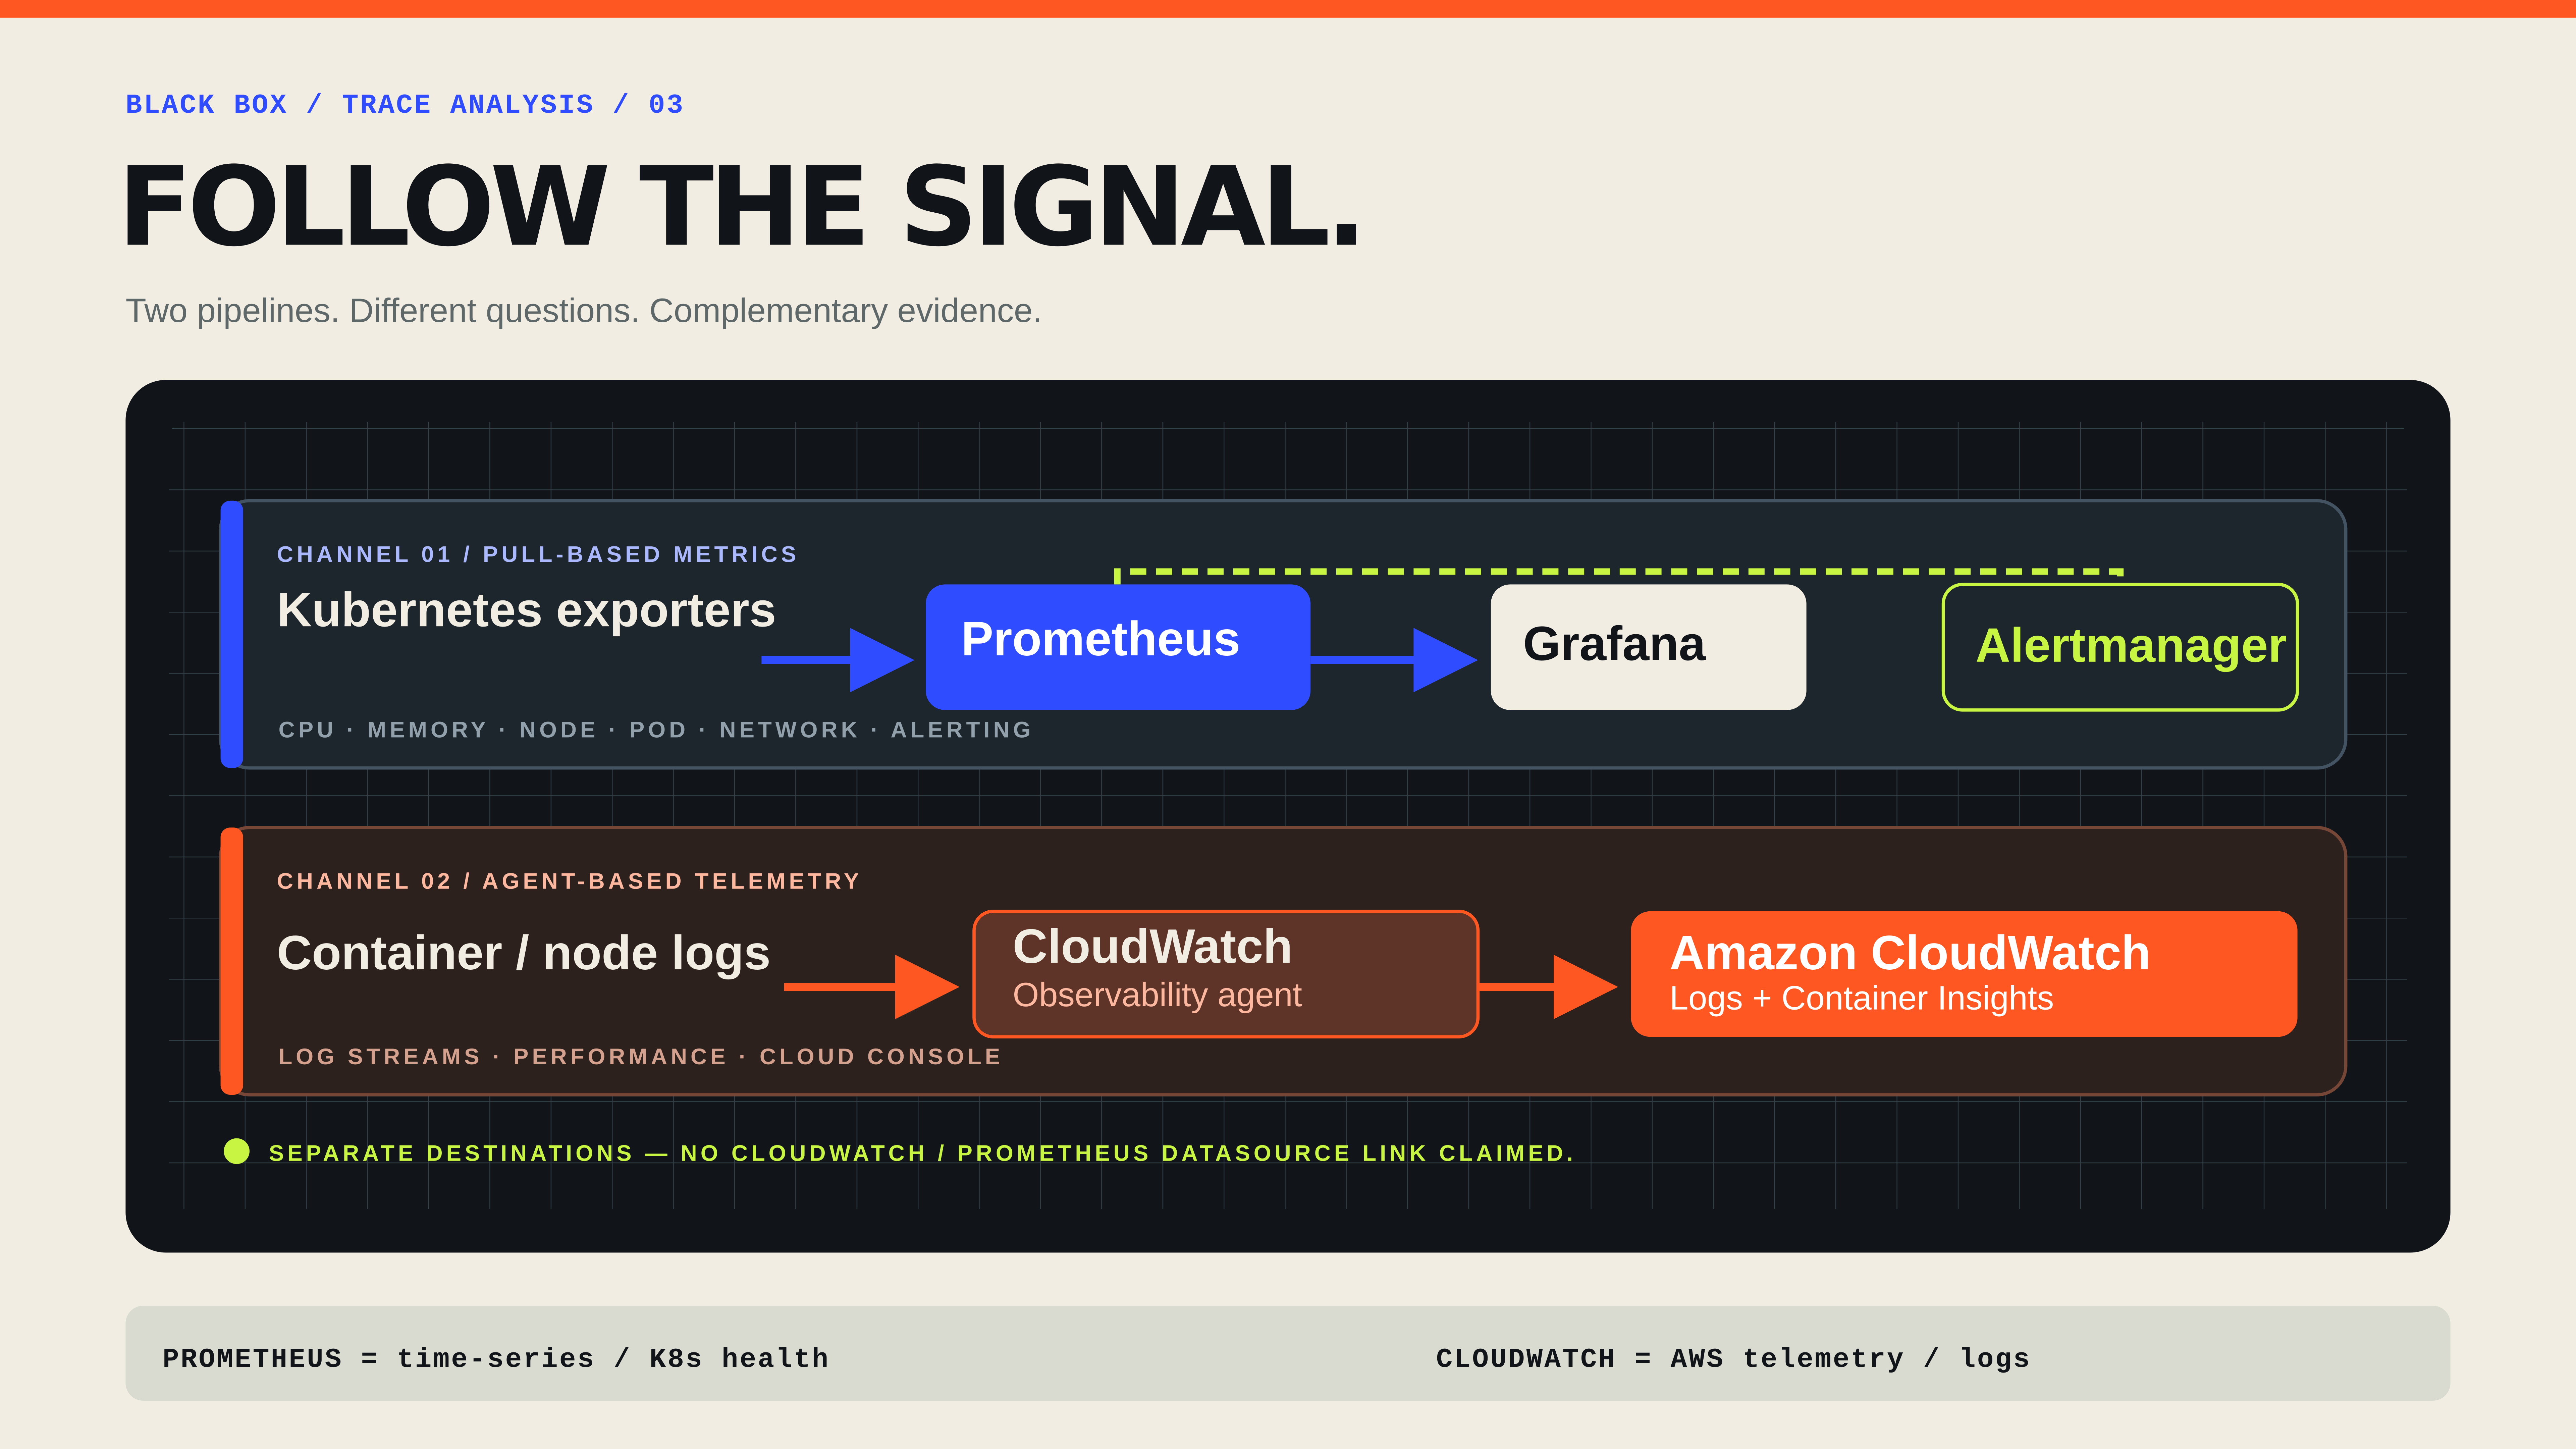 BLACK BOX / TRACE ANALYSIS / 03
FOLLOW THE SIGNAL.
Two pipelines. Different questions. Complementary evidence.
CHANNEL 01 / PULL-BASED METRICS
Kubernetes exporters
Prometheus
Grafana
Alertmanager
CPU · MEMORY · NODE · POD · NETWORK · ALERTING
CHANNEL 02 / AGENT-BASED TELEMETRY
Container / node logs
CloudWatch
Observability agent
Amazon CloudWatch
Logs + Container Insights
LOG STREAMS · PERFORMANCE · CLOUD CONSOLE
SEPARATE DESTINATIONS — NO CLOUDWATCH / PROMETHEUS DATASOURCE LINK CLAIMED.
PROMETHEUS = time-series / K8s health
CLOUDWATCH = AWS telemetry / logs